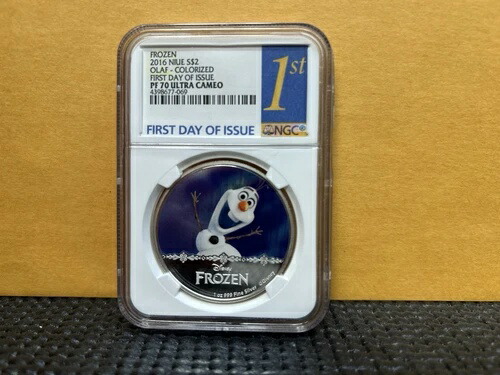 FROZEN
2016 NIUE S$2
OLAF - COLORIZED
FIRST DAY OF ISSUE
PF 70 ULTRA CAMEO
4398677-069
1st
FIRST DAY OF ISSUE
NGC
Disney
FROZEN
1 oz 999 Fine Silver ©Disney